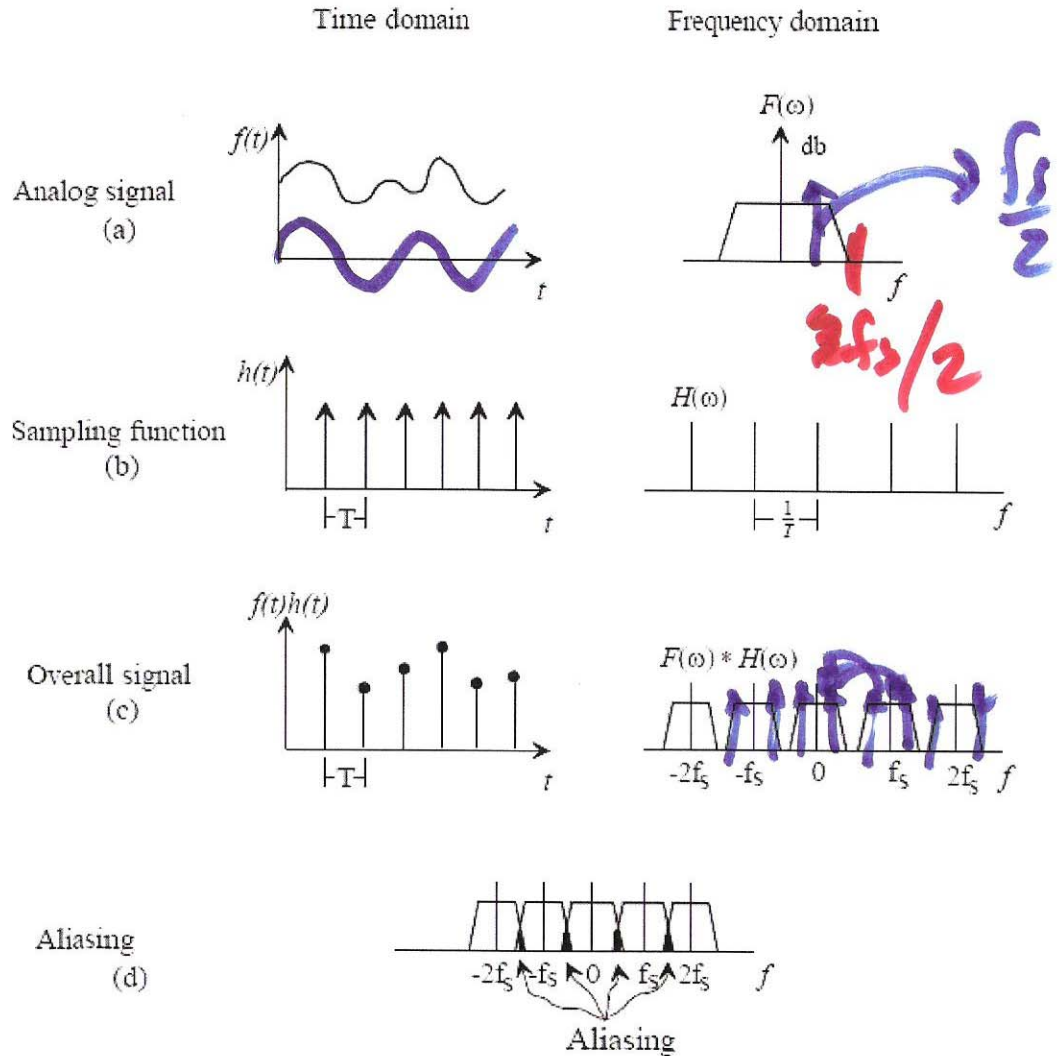 Time domain Frequency domain
F(ω)
f(t) db
fs/2
Analog signal
(a)
t f
fs/2
h(t)
H(ω)
Sampling function
(b)
T t 1/T f
f(t)h(t)
F(ω) * H(ω)
Overall signal
(c)
-2fs -fs 0 fs 2fs f
T t
Aliasing
(d)
-2fs -fs 0 fs 2fs f
Aliasing